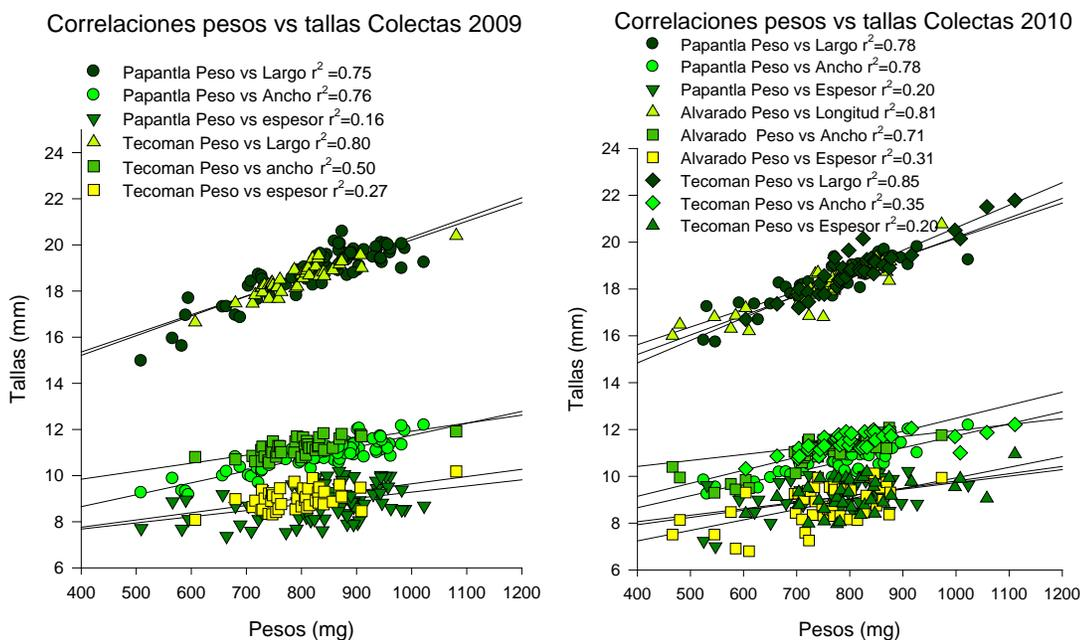 Correlaciones pesos vs tallas Colectas 2009
Papantla Peso vs Largo r² =0.75
Papantla Peso vs Ancho r²=0.76
Papantla Peso vs espesor r²=0.16
Tecoman Peso vs Largo r²=0.80
Tecoman Peso vs ancho r²=0.50
Tecoman Peso vs espesor r²=0.27
24
22
20
18
16
14
12
10
8
6
Tallas (mm)
400 500 600 700 800 900 1000 1100 1200
Pesos (mg)
Correlaciones pesos vs tallas Colectas 2010
Papantla Peso vs Largo r²=0.78
Papantla Peso vs Ancho r²=0.78
Papantla Peso vs Espesor r²=0.20
Alvarado Peso vs Longitud r²=0.81
Alvarado Peso vs Ancho r²=0.71
Alvarado Peso vs Espesor r²=0.31
Tecoman Peso vs Largo r²=0.85
Tecoman Peso vs Ancho r²=0.35
Tecoman Peso vs Espesor r²=0.20
24
22
20
18
16
14
12
10
8
6
Tallas (mm)
400 500 600 700 800 900 1000 1100 1200
Pesos (mg)